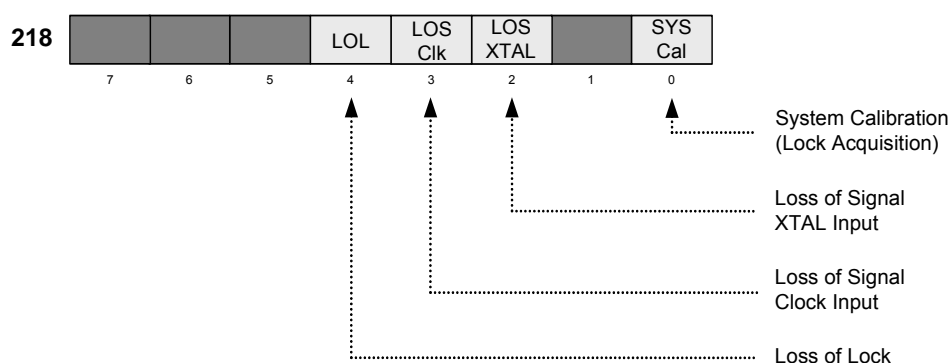 218
LOL
LOS
Clk
LOS
XTAL
SYS
Cal
7 6 5 4 3 2 1 0
System Calibration
(Lock Acquisition)
Loss of Signal
XTAL Input
Loss of Signal
Clock Input
Loss of Lock